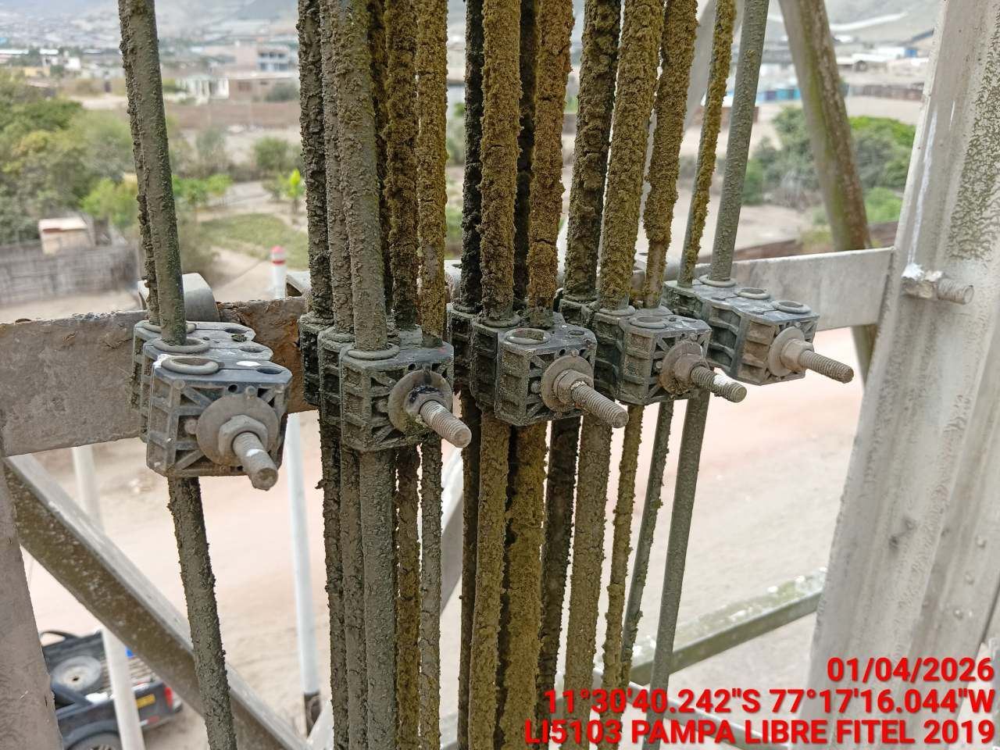 01/04/2026
11°30'40.242"S 77°17'16.044"W
LI5103 PAMPA LIBRE FITEL 2019